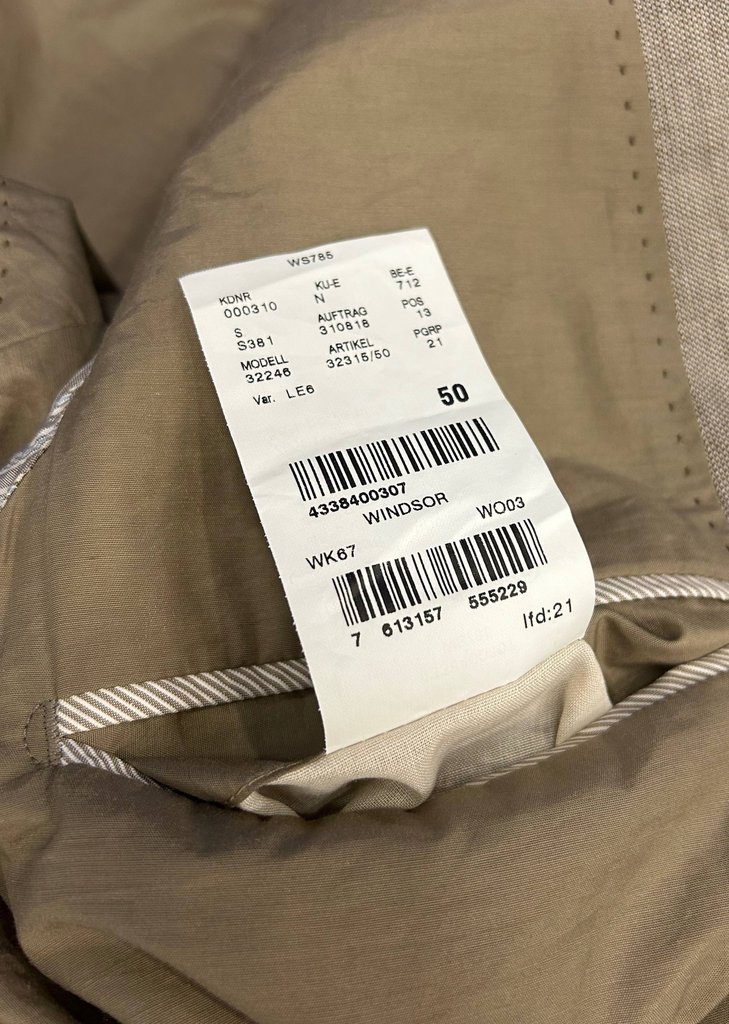 WS785
KDNR KU-E BE-E
000310 N 712
S AUFTRAG POS
S381 310818 13
MODELL ARTIKEL PGRP
32246 32315/50 21
Var. LE6
50
4338400307
WINDSOR
WK67 WO03
7 613157 555229
lfd:21